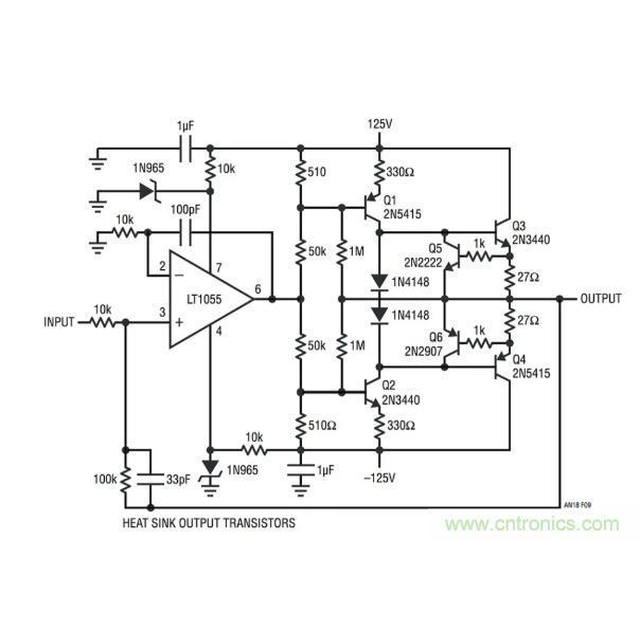 125V
1µF
1N965
10k
510
330Ω
Q1
2N5415
100pF
10k
Q3
2N3440
Q5
2N2222
1k
50k
1M
7
2
−
6
LT1055
1N4148
27Ω
OUTPUT
INPUT
10k
3
+
4
1N4148
27Ω
50k
1M
Q6
2N2907
1k
Q4
2N5415
Q2
2N3440
510Ω
330Ω
10k
1N965
1µF
−125V
100k
33pF
AN18 F09
HEAT SINK OUTPUT TRANSISTORS
www.cntronics.com